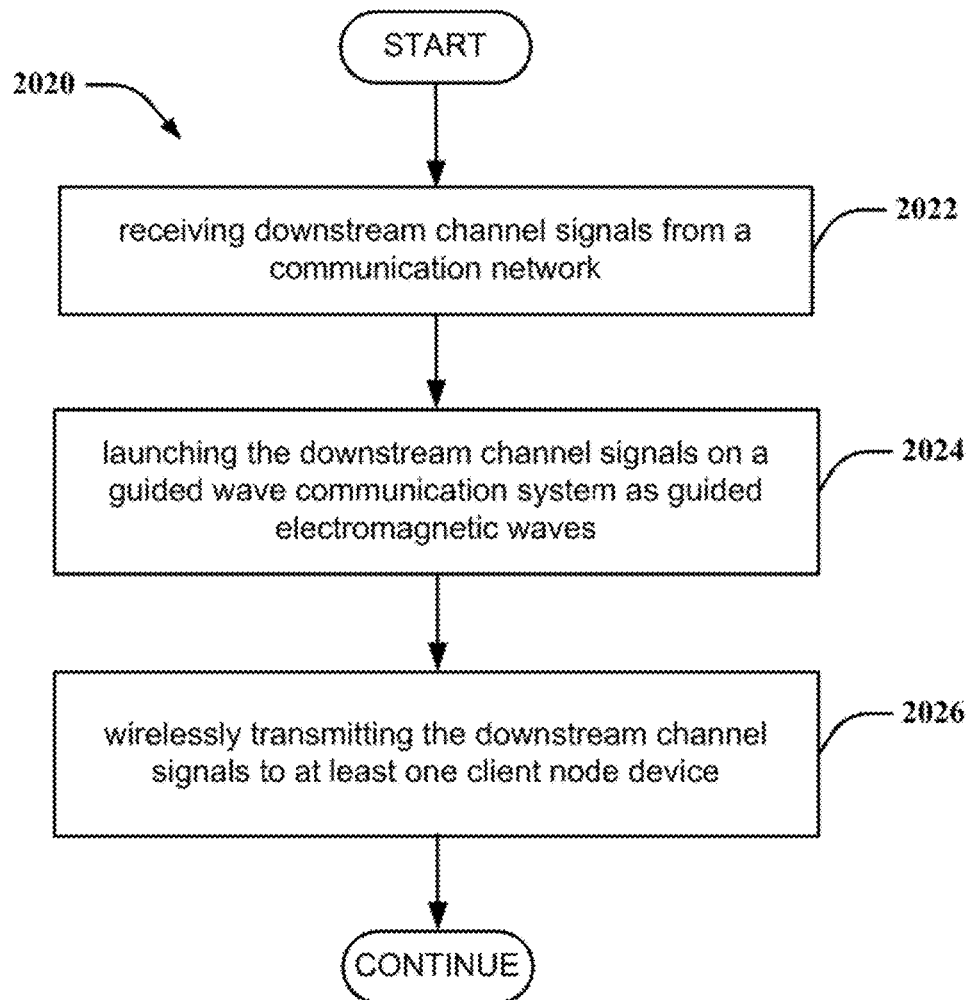 START
2020
receiving downstream channel signals from a
communication network
2022
launching the downstream channel signals on a
guided wave communication system as guided
electromagnetic waves
2024
wirelessly transmitting the downstream channel
signals to at least one client node device
2026
CONTINUE